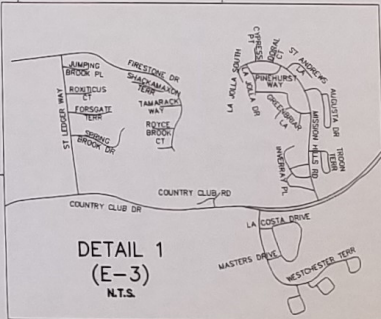 JUMPING
BROOK PL
ROXITICUS
CT
FORSGATE
TERR
SPRING
BROOK DR
ST LEDGER WAY
FIRESTONE DR
SHACKAMAXON
TERR
TAMARACK
WAY
ROYCE
BROOK
CT
LA JOLLA SOUTH
LA JOLLA DR
CYPRESS
PT
DORAL
CT
ST ANDREWS
LA
PINEHURST
WAY
GREENBRIAR
LA
AUGUSTA DR
MISSION HILLS RD
TROON
TERR
INVERRAY PL
COUNTRY CLUB RD
COUNTRY CLUB DR
LA COSTA DRIVE
MASTERS DRIVE
WESTCHESTER TERR
DETAIL 1
(E-3)
N.T.S.